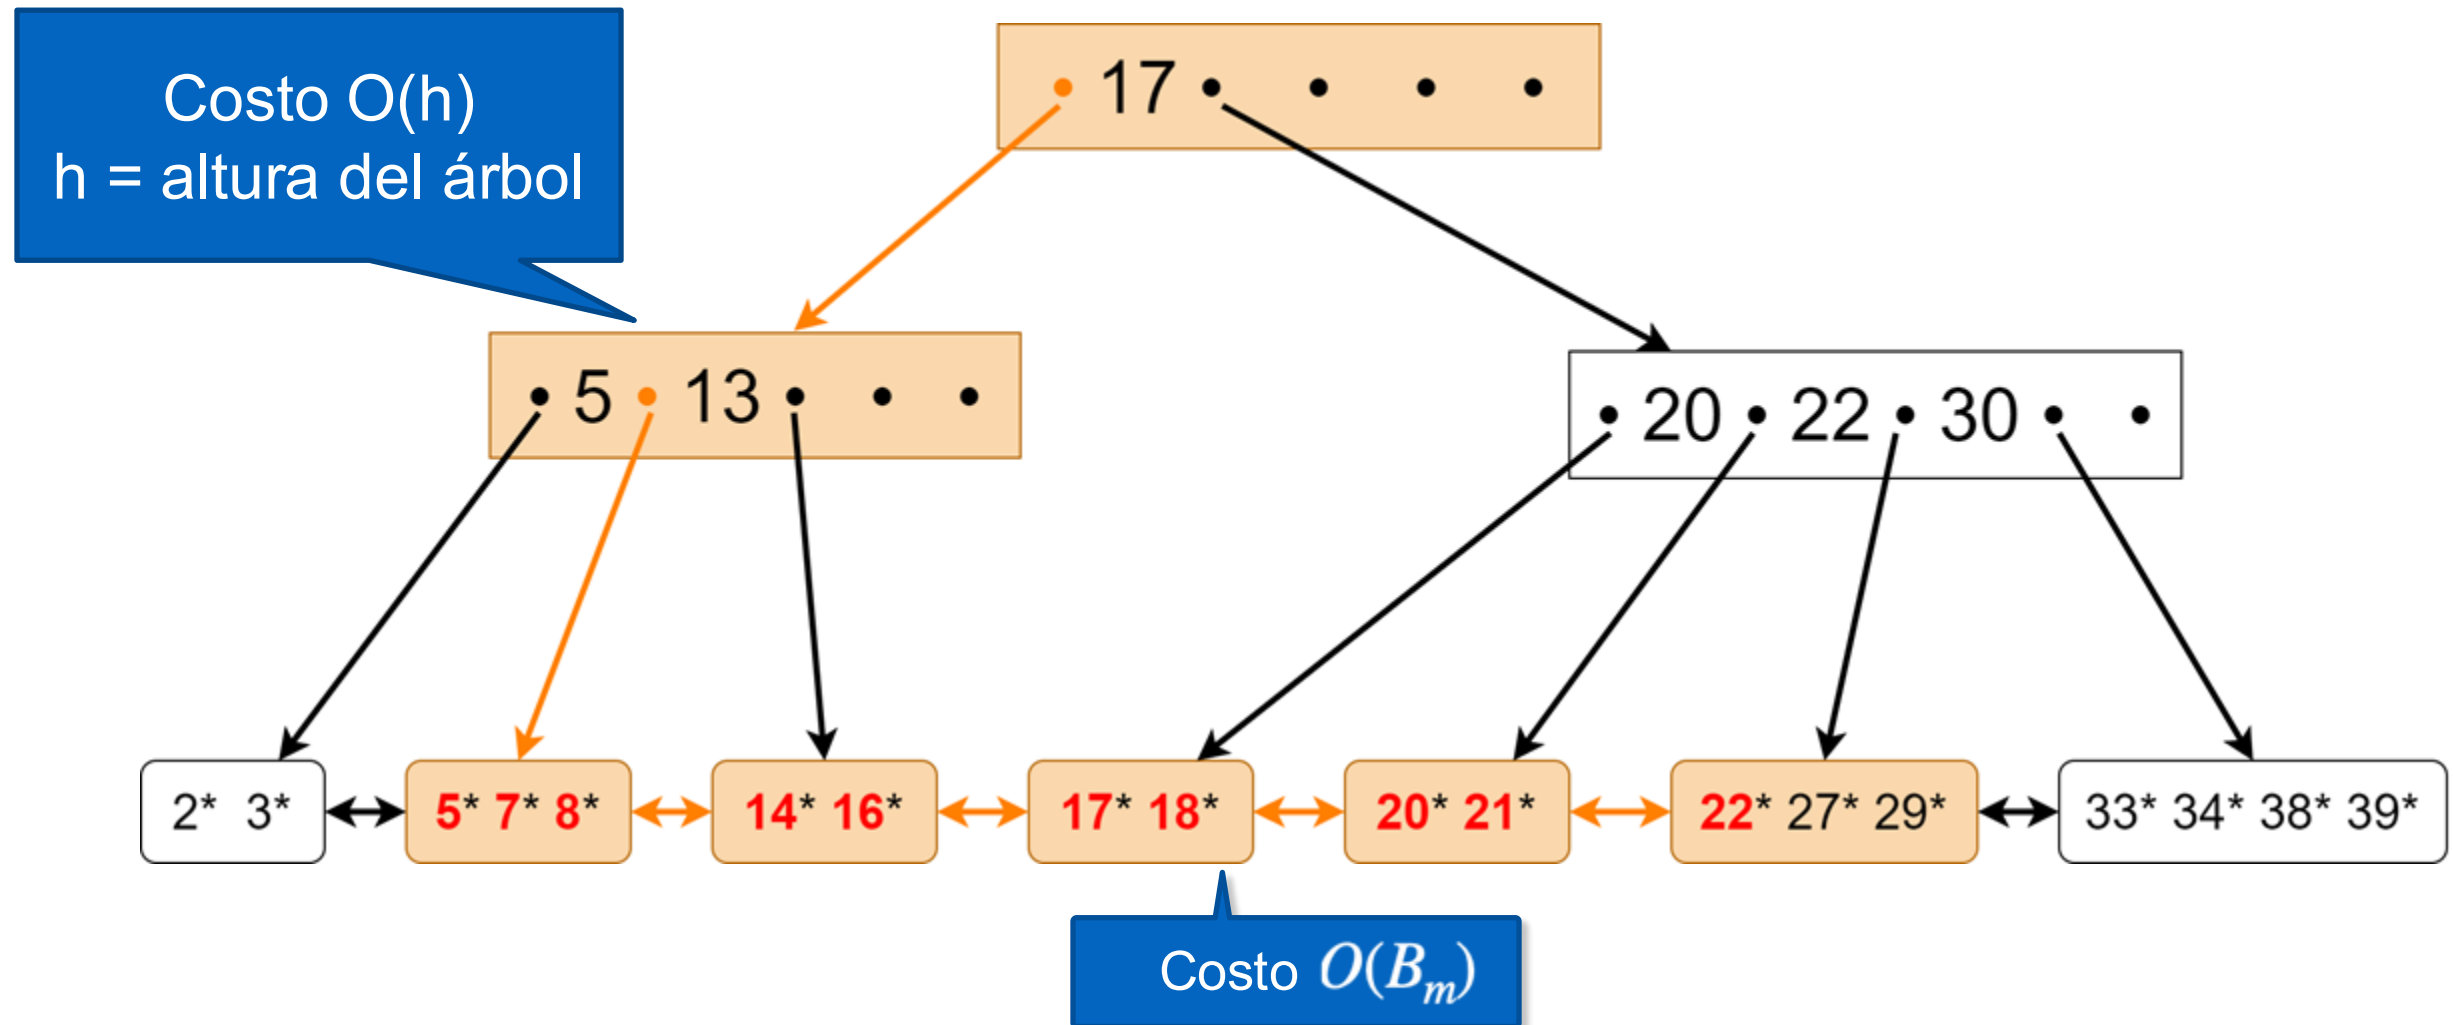 Costo O(h)
h = altura del árbol
17
5 13
20 22 30
2* 3*
5* 7* 8*
14* 16*
17* 18*
20* 21*
22* 27* 29*
33* 34* 38* 39*
Costo O(Bₘ)